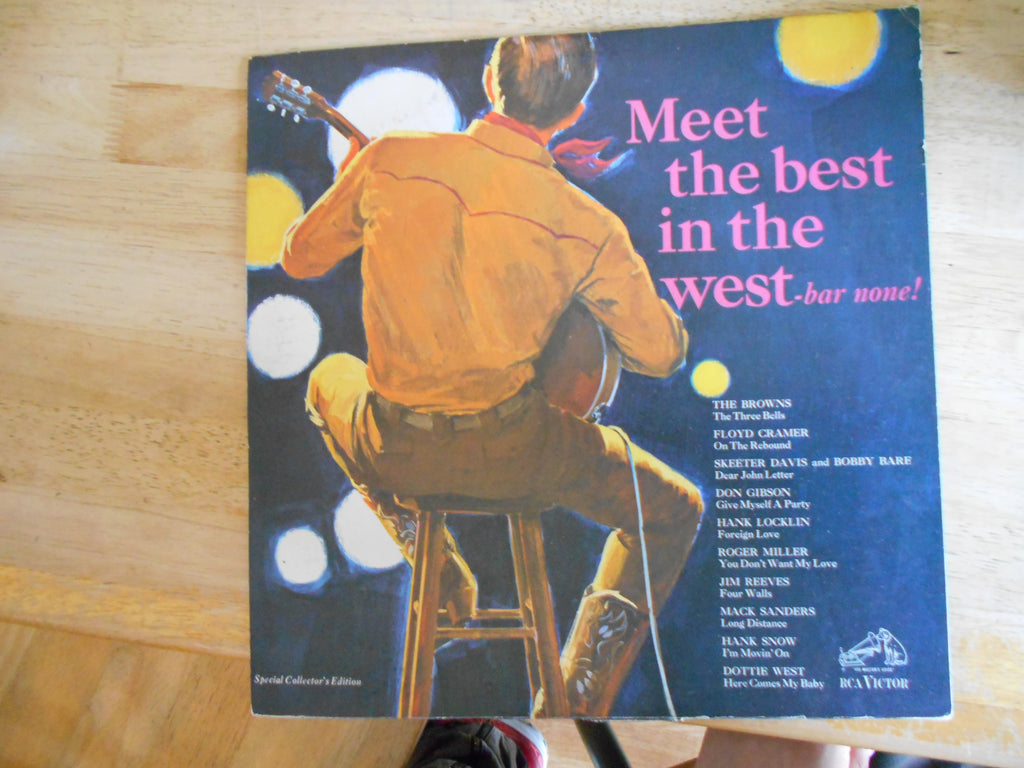 Meet
the best
in the
west-bar none!
THE BROWNS
The Three Bells
FLOYD CRAMER
On The Rebound
SKEETER DAVIS and BOBBY BARE
Dear John Letter
DON GIBSON
Give Myself A Party
HANK LOCKLIN
Foreign Love
ROGER MILLER
You Don't Want My Love
JIM REEVES
Four Walls
MACK SANDERS
Long Distance
HANK SNOW
I'm Movin' On
DOTTIE WEST
Here Comes My Baby
"HIS MASTER'S VOICE"
RCA VICTOR
Special Collector's Edition